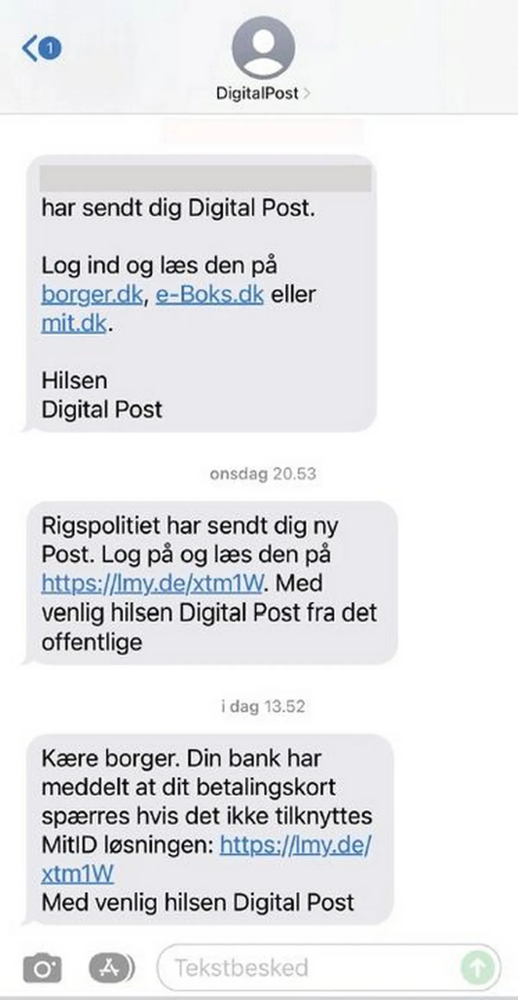 1
DigitalPost
har sendt dig Digital Post.
Log ind og læs den på
borger.dk, e-Boks.dk eller
mit.dk.
Hilsen
Digital Post
onsdag 20.53
Rigspolitiet har sendt dig ny
Post. Log på og læs den på
https://lmy.de/xtm1W. Med
venlig hilsen Digital Post fra det
offentlige
i dag 13.52
Kære borger. Din bank har
meddelt at dit betalingskort
spærres hvis det ikke tilknyttes
MitID løsningen: https://lmy.de/
xtm1W
Med venlig hilsen Digital Post
Tekstbesked